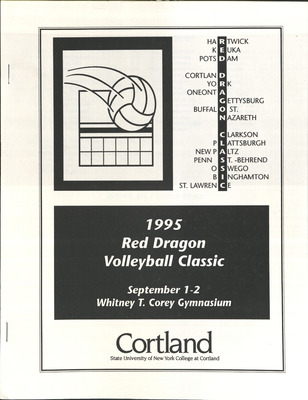 HARTWICK
KEUKA
POTSDAM
CORTLAND
YORK
ONEONTA
GETTYSBURG
BUFFALO ST.
NAZARETH
CLARKSON
PLATTSBURGH
NEW PALTZ
PENN ST. -BEHREND
OSWEGO
BINGHAMTON
ST. LAWRENCE
1995
Red Dragon
Volleyball Classic
September 1-2
Whitney T. Corey Gymnasium
Cortland
State University of New York College at Cortland